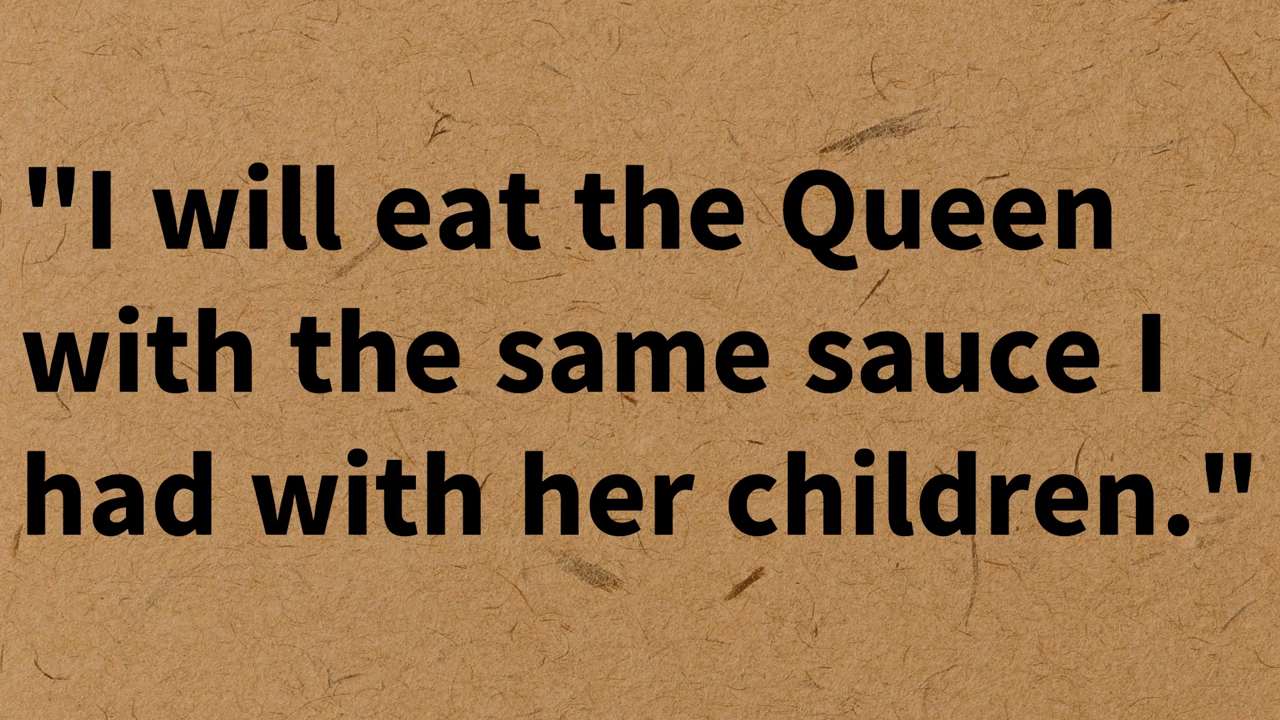 "I will eat the Queen
with the same sauce I
had with her children."